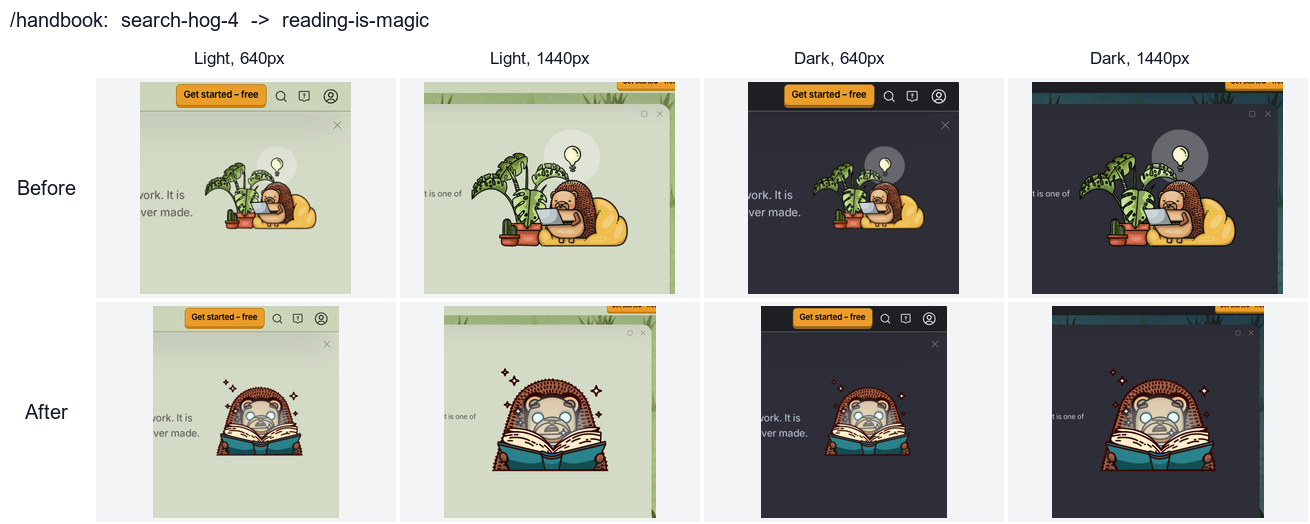 /handbook: search-hog-4 -> reading-is-magic
Light, 640px Light, 1440px Dark, 640px Dark, 1440px
Before
Get started – free
work. It is
ver made.
t is one of
Get started – free
work. It is
ver made.
t is one of
After
Get started – free
work. It is
ver made.
t is one of
Get started – free
work. It is
ver made.
t is one of